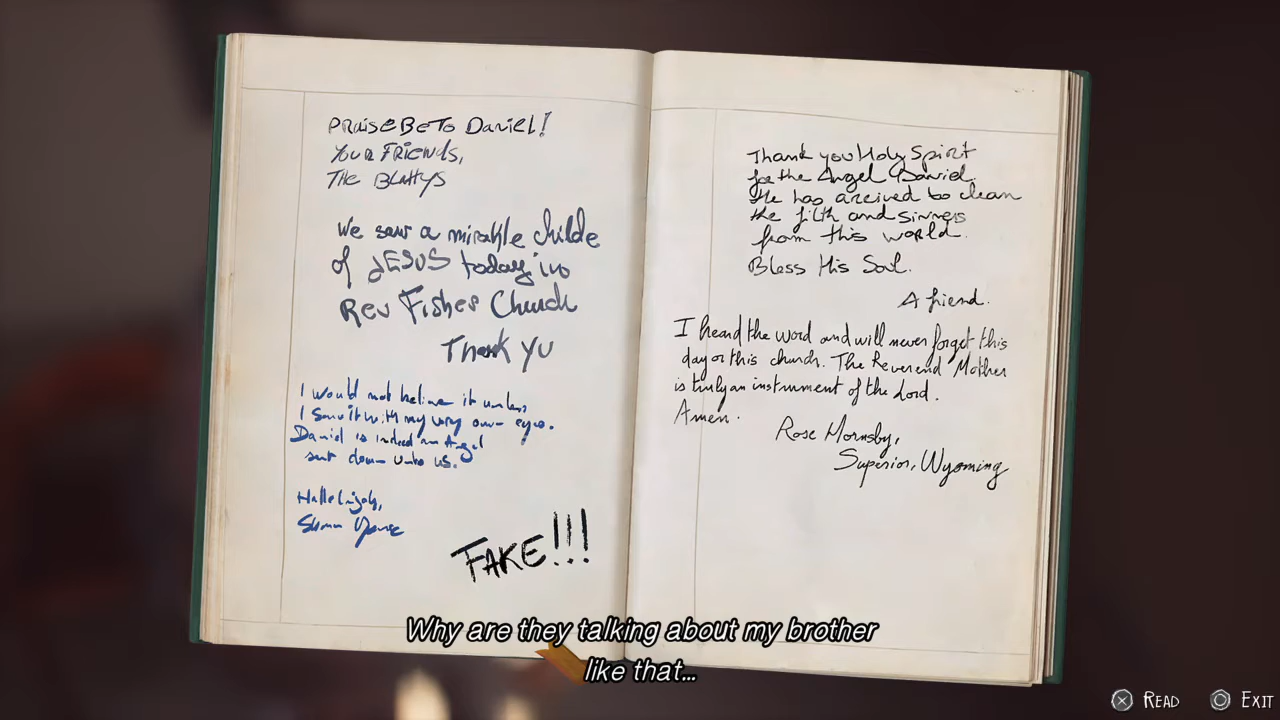 Praise Be To Daniel!
Your Friends,
The Blattys
We saw a mirakle childe
of JESUS today in
Rev Fisher Church
Thank yu
I would not believe it unless
I saw it with my very own eyes.
Daniel is indeed an Angel
sent down unto us.
Hallelujah,
FAKE!!!
Thank you Holy Spirit
for the Angel Daniel.
He has arrived to clean
the filth and sinners
from this world.
Bless His Soul.
A friend.
I heard the word and will never forget this
day or this church. The Reverend Mother
is truly an instrument of the Lord.
Amen.
Rose Mornsby,
Superior, Wyoming
Why are they talking about my brother
like that...
READ
EXIT